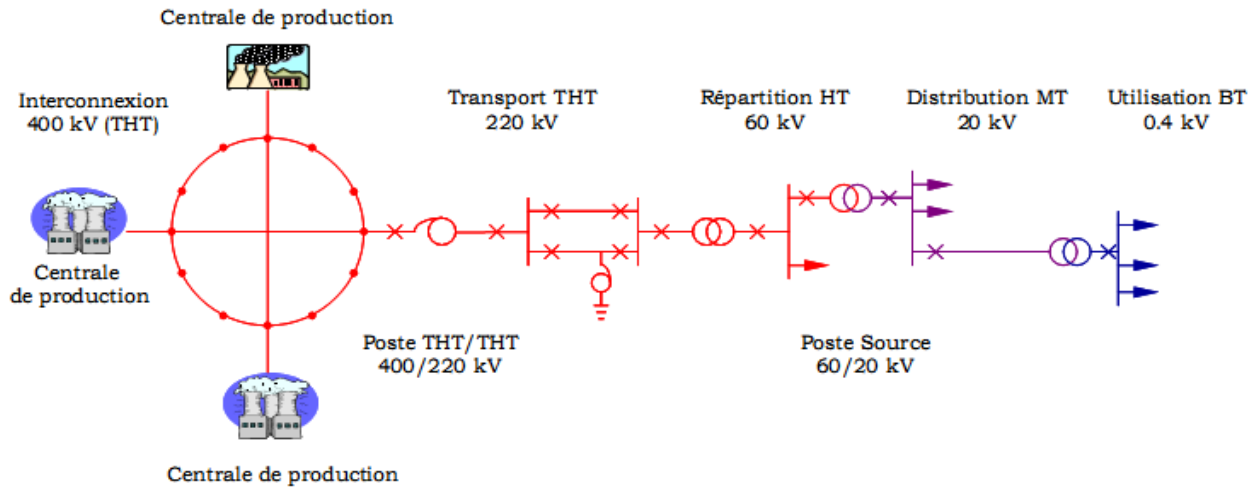 Centrale de production
Interconnexion
400 kV (THT)
Transport THT
220 kV
Répartition HT
60 kV
Distribution MT
20 kV
Utilisation BT
0.4 kV
Centrale
de production
Poste THT/THT
400/220 kV
Poste Source
60/20 kV
Centrale de production